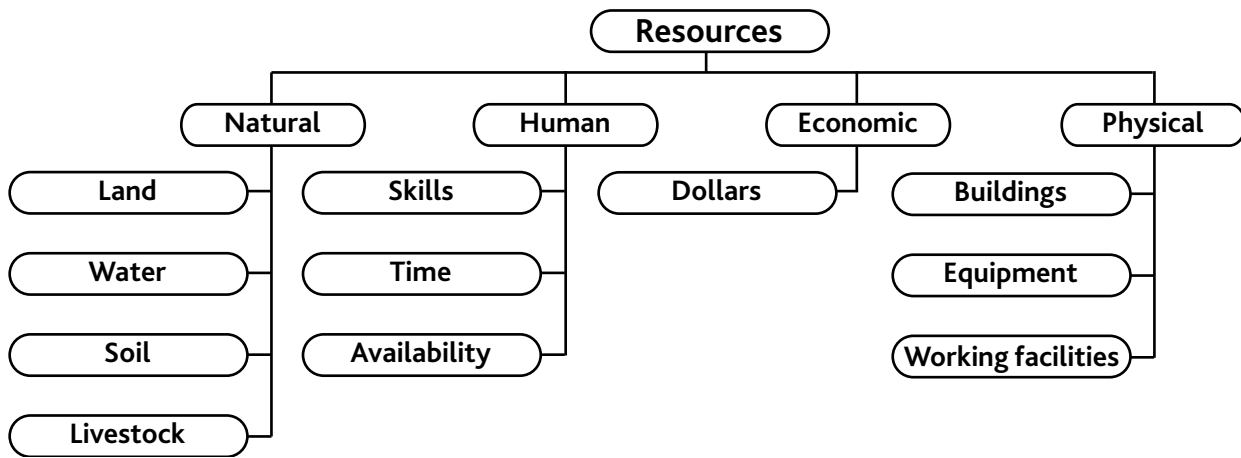 Resources
Natural
Human
Economic
Physical
Land
Skills
Dollars
Buildings
Water
Time
Equipment
Soil
Availability
Working facilities
Livestock